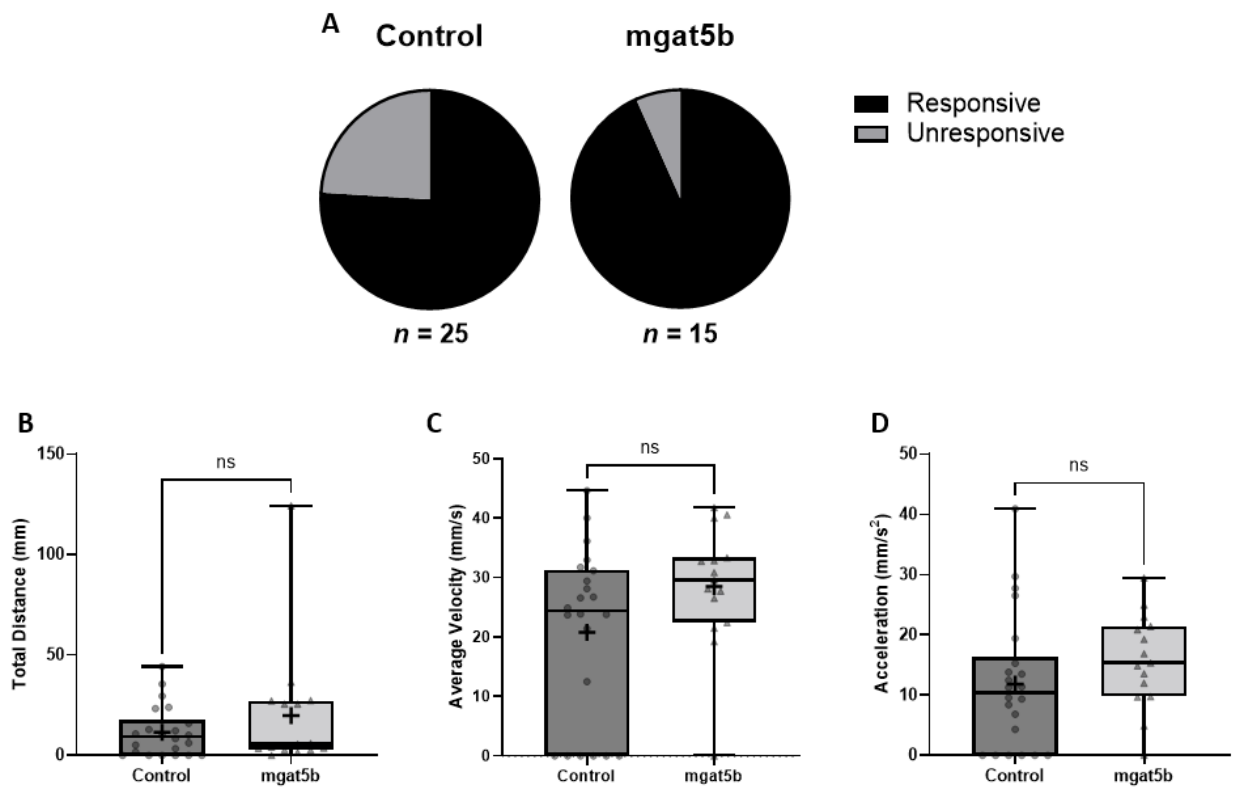 A
Control
mgat5b
Responsive
Unresponsive
n = 25
n = 15
B
150
100
50
0
Total Distance (mm)
ns
Control
mgat5b
C
50
40
30
20
10
0
Average Velocity (mm/s)
ns
Control
mgat5b
D
50
40
30
20
10
0
Acceleration (mm/s²)
ns
Control
mgat5b